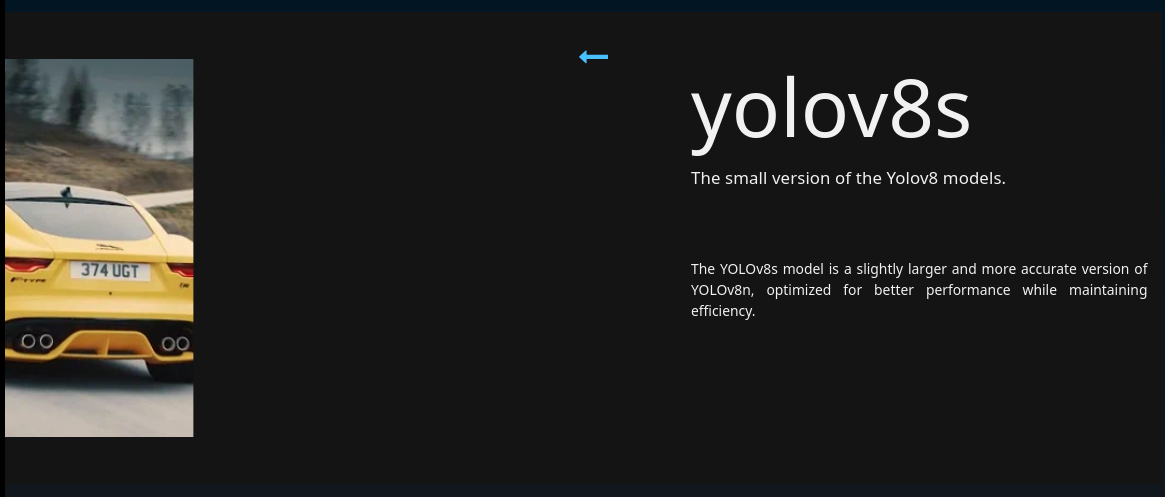 yolov8s
The small version of the Yolov8 models.
The YOLOv8s model is a slightly larger and more accurate version of
YOLOv8n, optimized for better performance while maintaining
efficiency.
374 UGT
F-TYPE